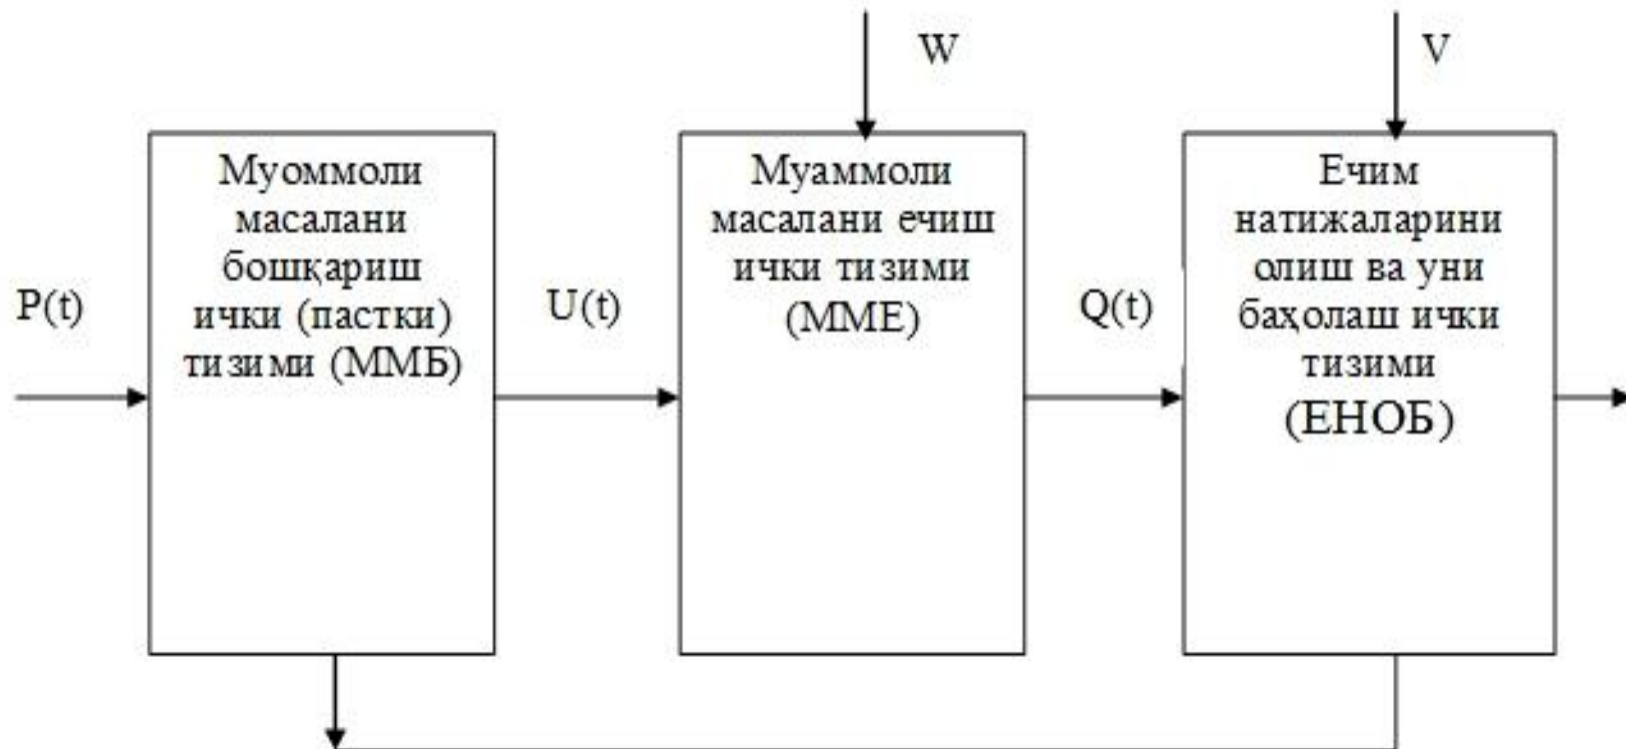 W
V
P(t)
Муоммоли
масалани
бошқариш
ички (пастки)
тизими (ММБ)
U(t)
Муаммоли
масалани ечиш
ички тизими
(ММЕ)
Q(t)
Ечим
натижаларини
олиш ва уни
баҳолаш ички
тизими
(ЕНОБ)